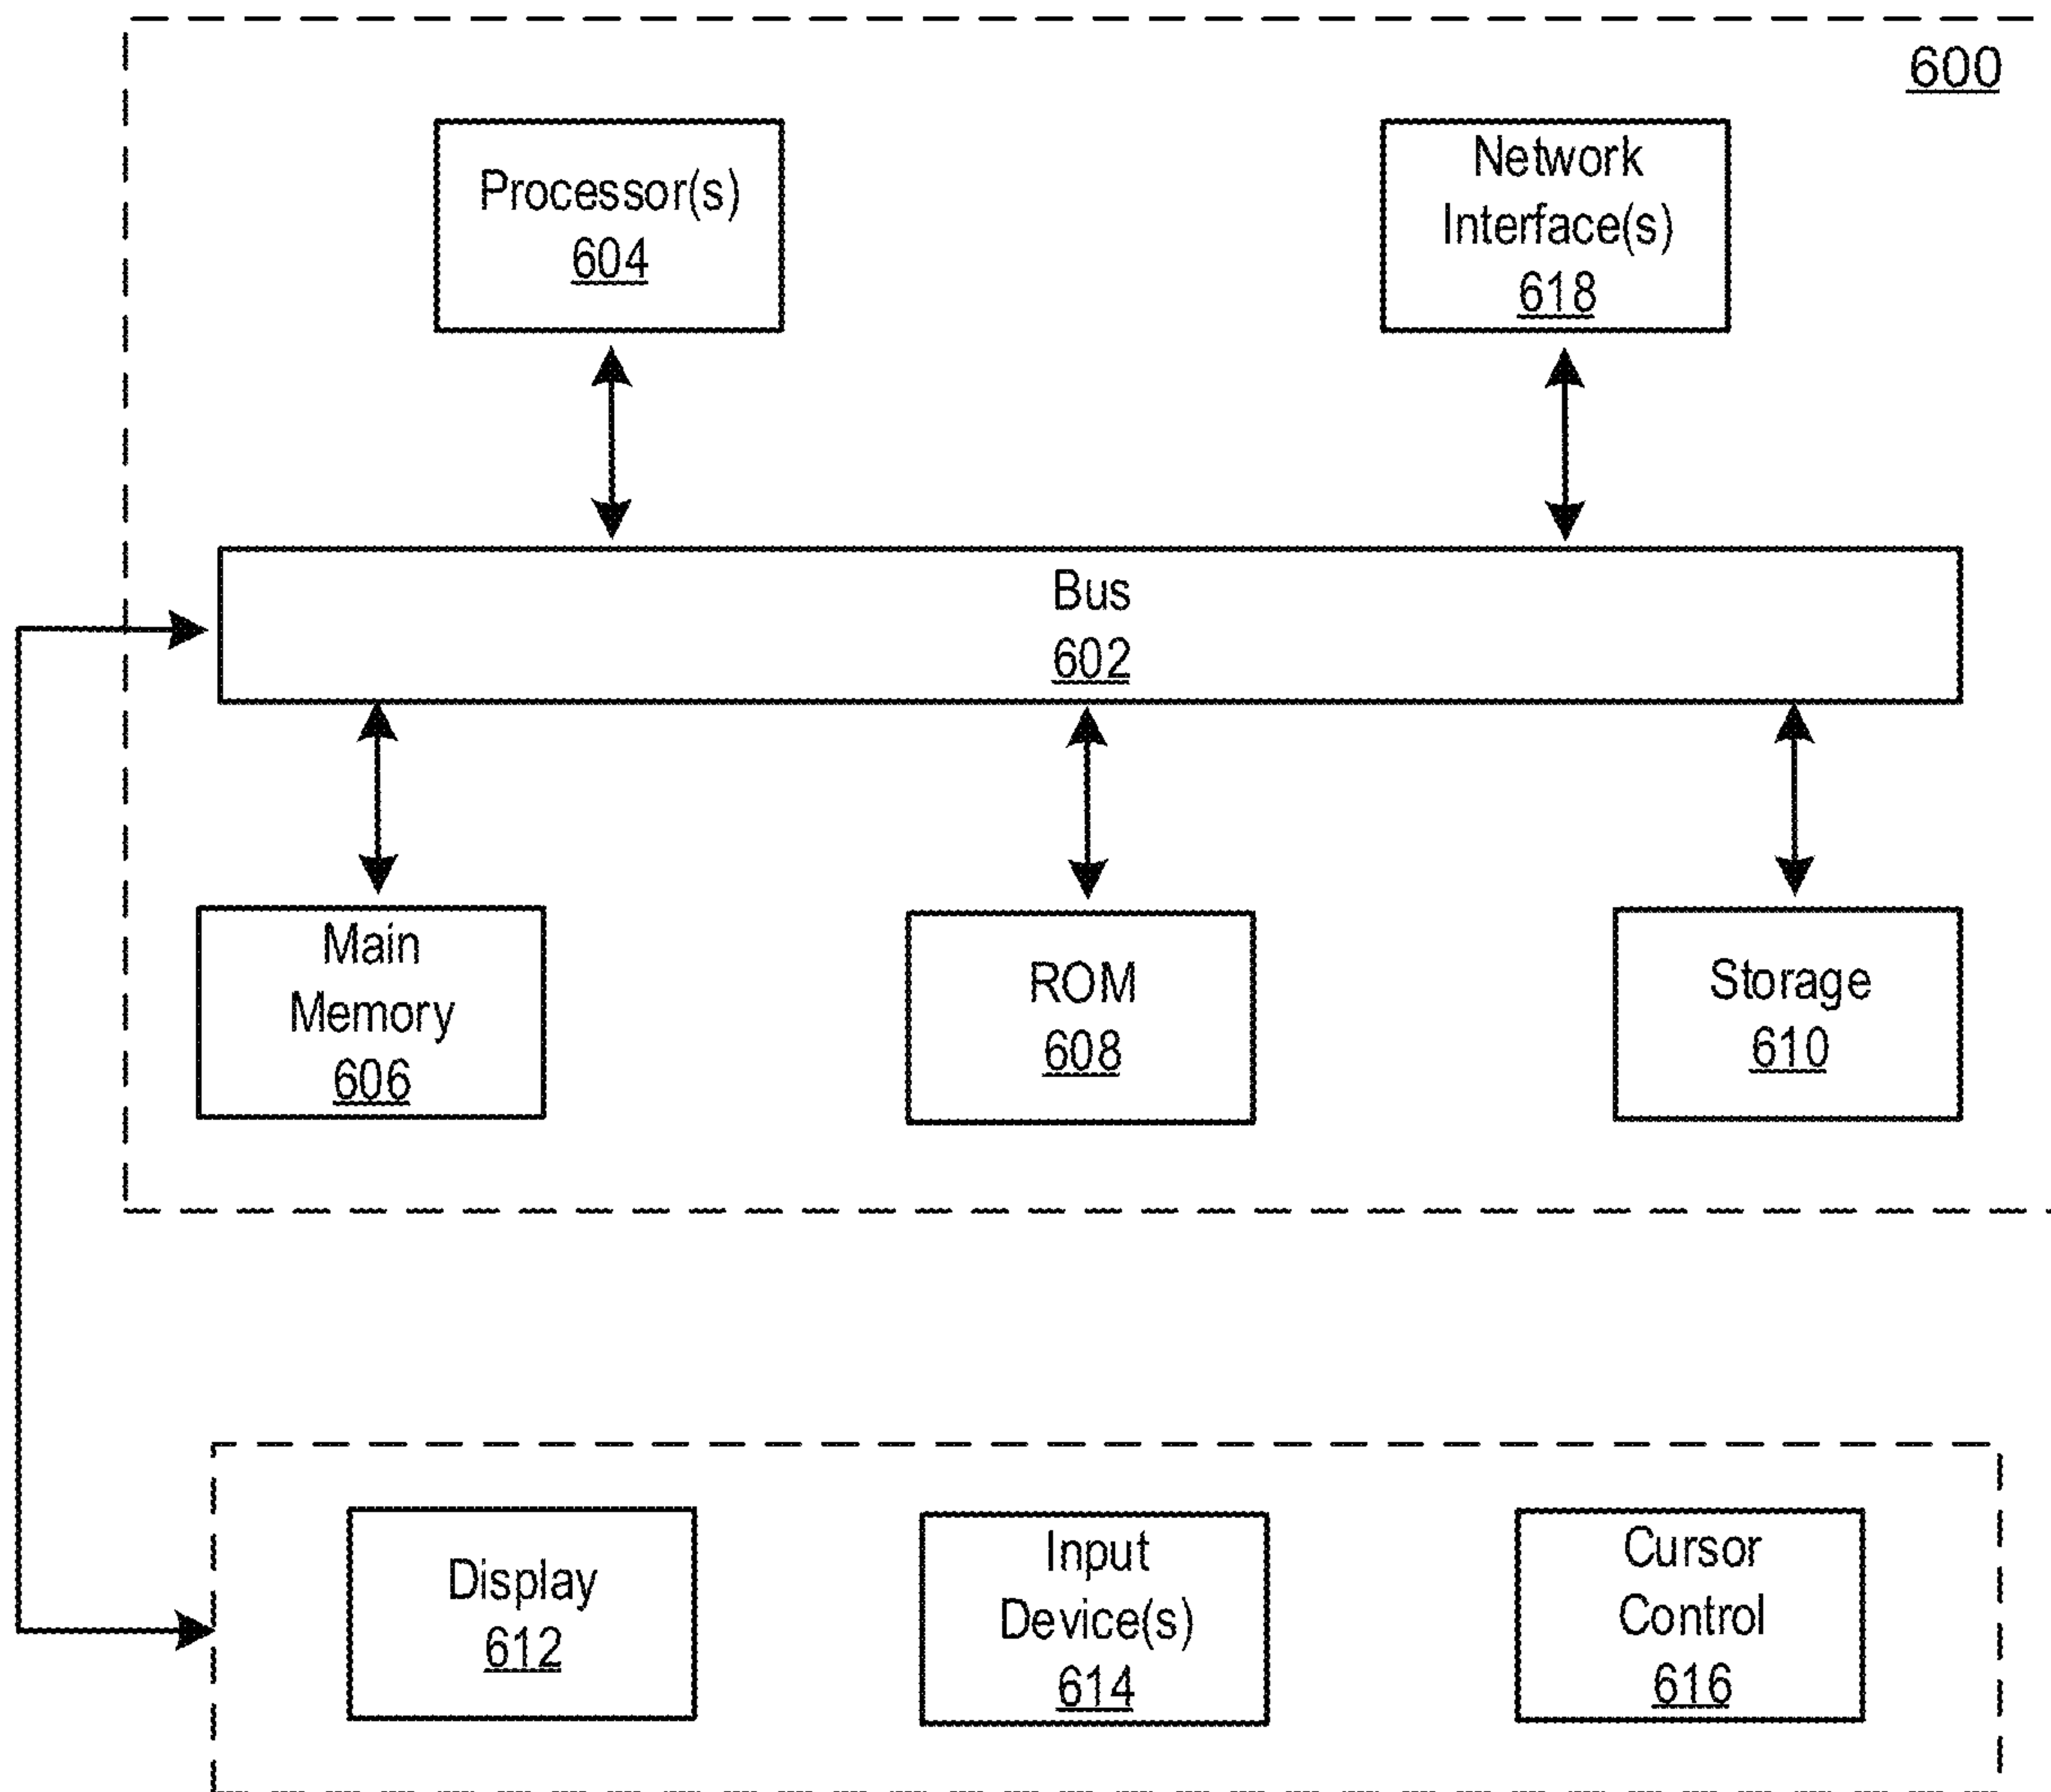 600
Processor(s)
604
Network
Interface(s)
618
Bus
602
Main
Memory
606
ROM
608
Storage
610
Display
612
Input
Device(s)
614
Cursor
Control
616